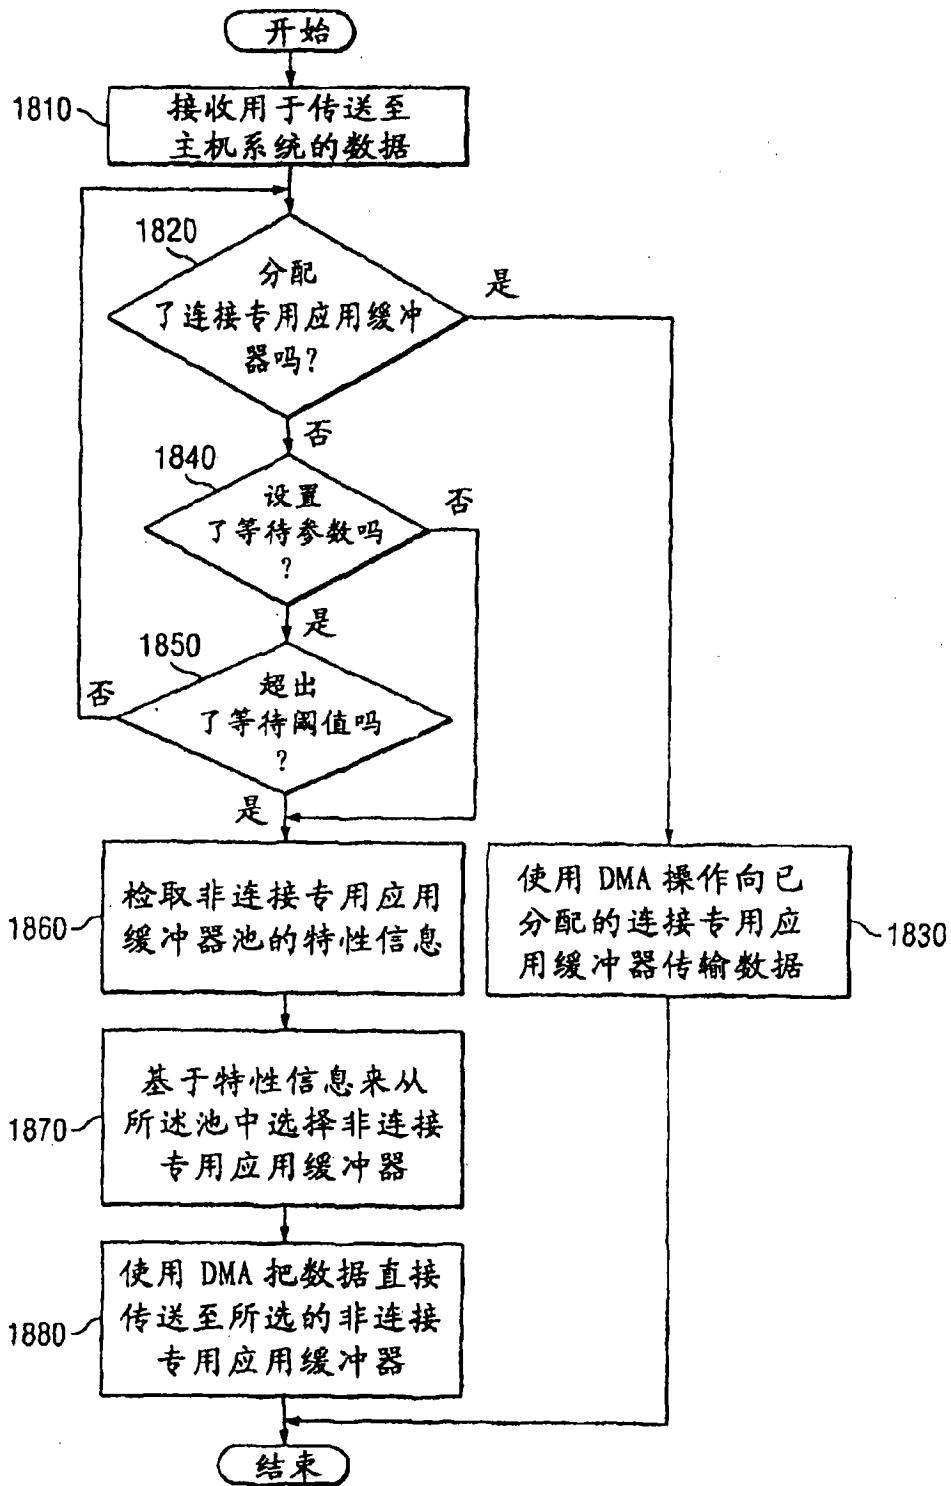 开始
1810
接收用于传送至
主机系统的数据
1820
分配
了连接专用应用缓冲
器吗?
是
否
1840
设置
了等待参数吗
?
否
是
1850
超出
了等待阈值吗
?
否
是
检取非连接专用应用
缓冲器池的特性信息
1860
使用 DMA 操作向已
分配的连接专用应
用缓冲器传输数据
1830
基于特性信息来从
所述池中选择非连接
专用应用缓冲器
1870
使用 DMA 把数据直接
传送至所选的非连接
专用应用缓冲器
1880
结束